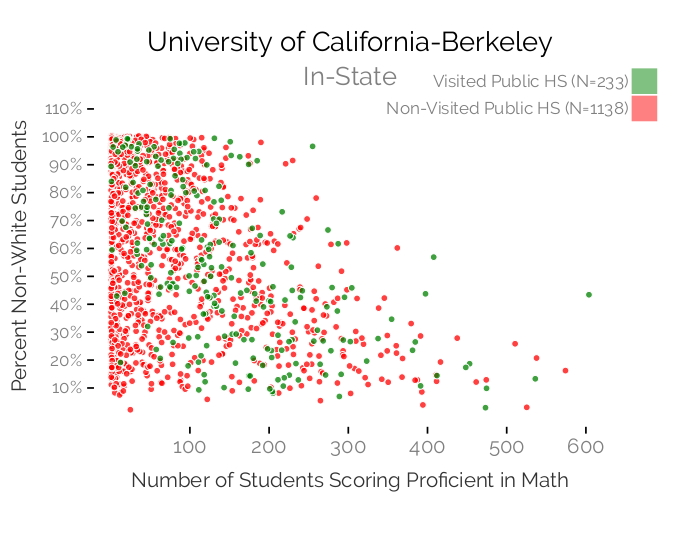 University of California-Berkeley
In-State
Visited Public HS (N=233)
Non-Visited Public HS (N=1138)
Percent Non-White Students
110%
100%
90%
80%
70%
60%
50%
40%
30%
20%
10%
100 200 300 400 500 600
Number of Students Scoring Proficient in Math